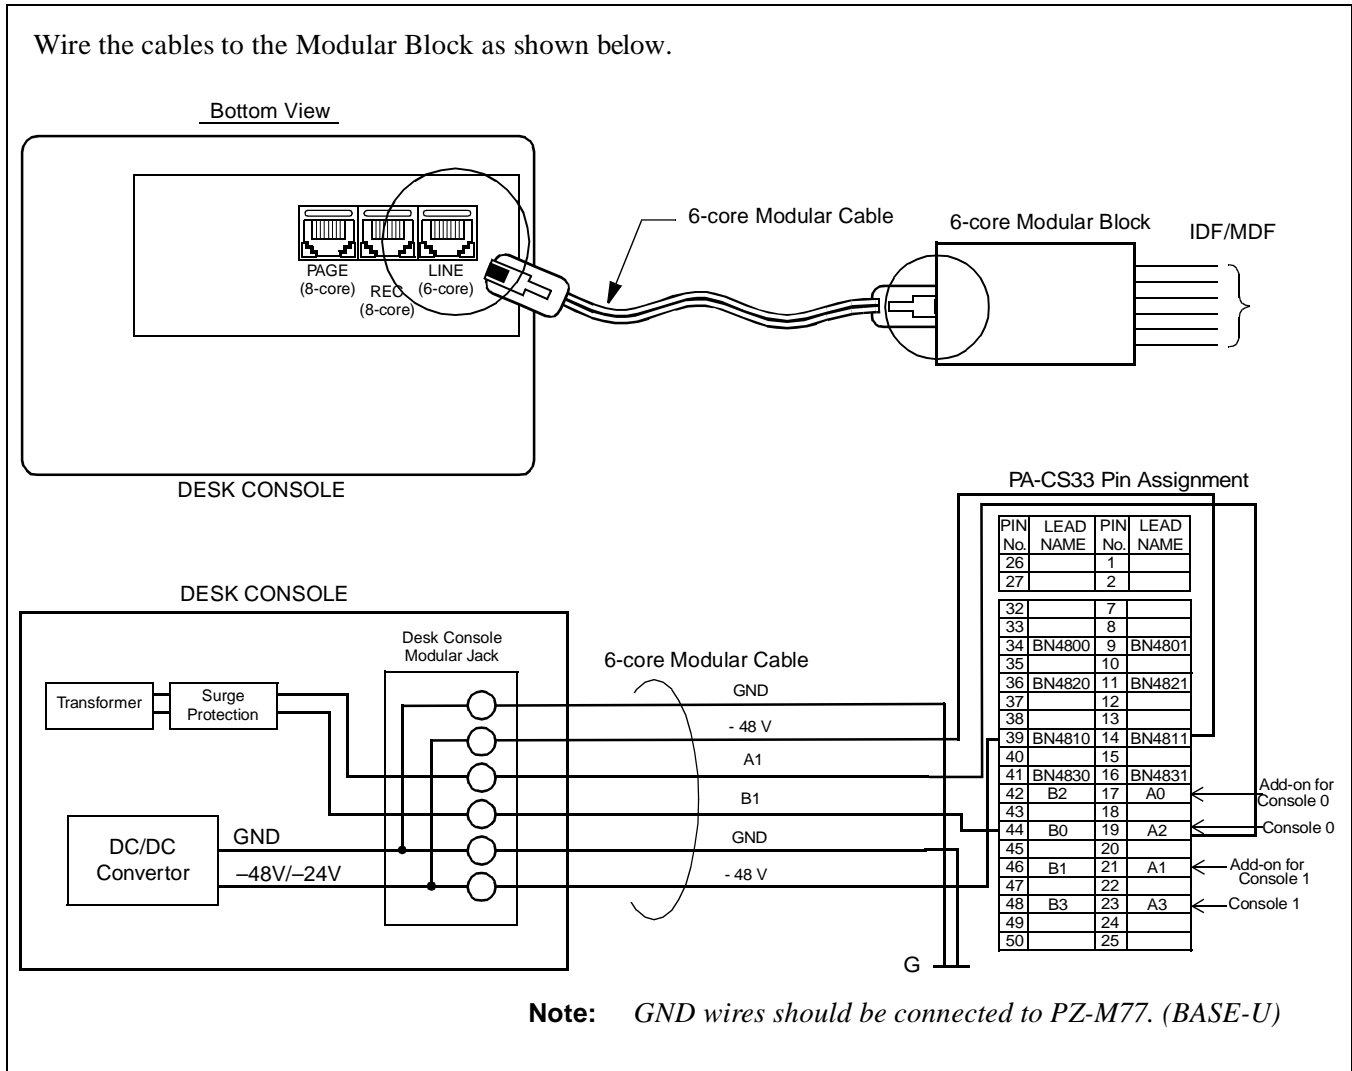 Wire the cables to the Modular Block as shown below.
Bottom View
PAGE
(8-core)
REC
(8-core)
LINE
(6-core)
6-core Modular Cable
6-core Modular Block
IDF/MDF
DESK CONSOLE
PA-CS33 Pin Assignment
PIN No. LEAD NAME PIN No. LEAD NAME
26 1
27 2
32 7
33 8
34 BN4800 9 BN4801
35 10
36 BN4820 11 BN4821
37 12
38 13
39 BN4810 14 BN4811
40 15
41 BN4830 16 BN4831
42 B2 17 A0
43 18
44 B0 19 A2
45 20
46 B1 21 A1
47 22
48 B3 23 A3
49 24
50 25
Add-on for
Console 0
Console 0
Add-on for
Console 1
Console 1
DESK CONSOLE
Desk Console
Modular Jack
Transformer
Surge
Protection
DC/DC
Convertor
GND
–48V/–24V
6-core Modular Cable
GND
- 48 V
A1
B1
GND
- 48 V
G
Note: GND wires should be connected to PZ-M77. (BASE-U)